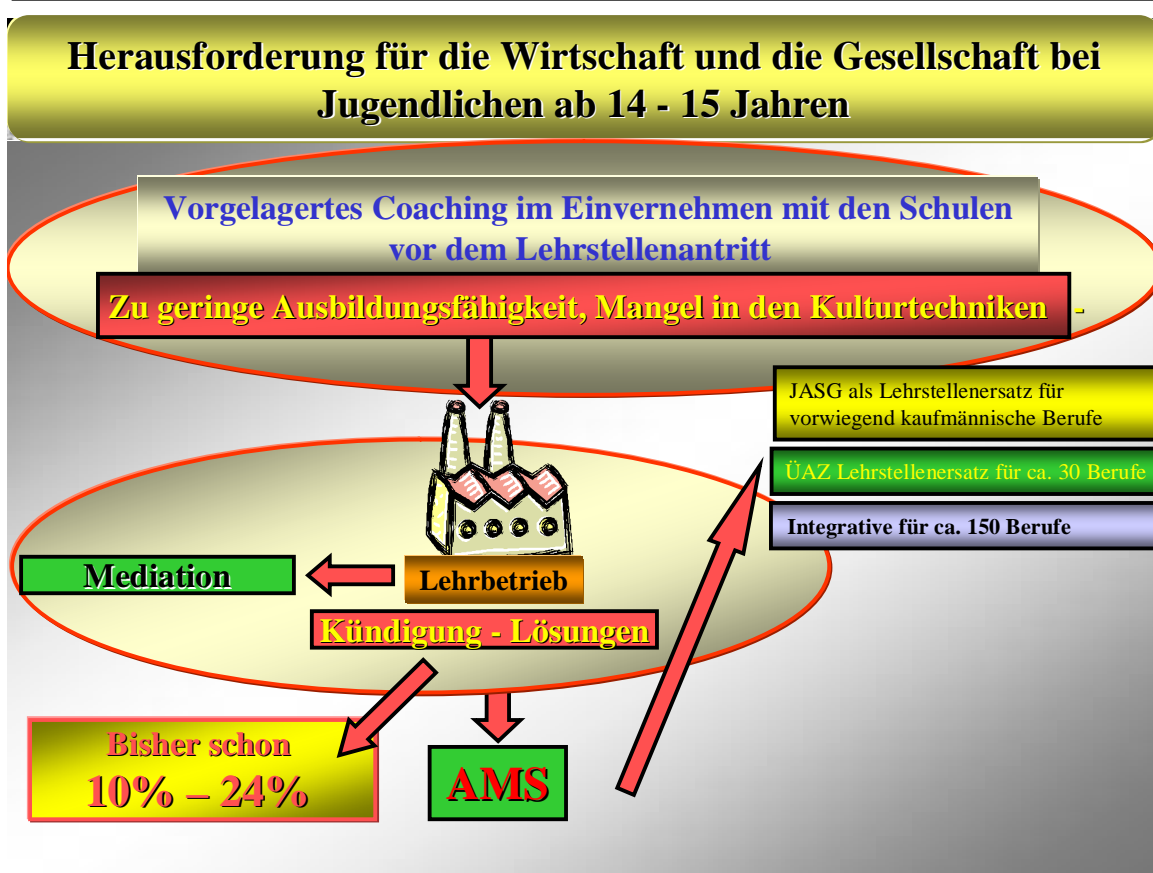 Herausforderung für die Wirtschaft und die Gesellschaft bei
Jugendlichen ab 14 - 15 Jahren
Vorgelagertes Coaching im Einvernehmen mit den Schulen
vor dem Lehrstellenantritt
Zu geringe Ausbildungsfähigkeit, Mangel in den Kulturtechniken -
JASG als Lehrstellenersatz für
vorwiegend kaufmännische Berufe
ÜAZ Lehrstellenersatz für ca. 30 Berufe
Integrative für ca. 150 Berufe
Mediation
Lehrbetrieb
Kündigung - Lösungen
Bisher schon
10% – 24%
AMS